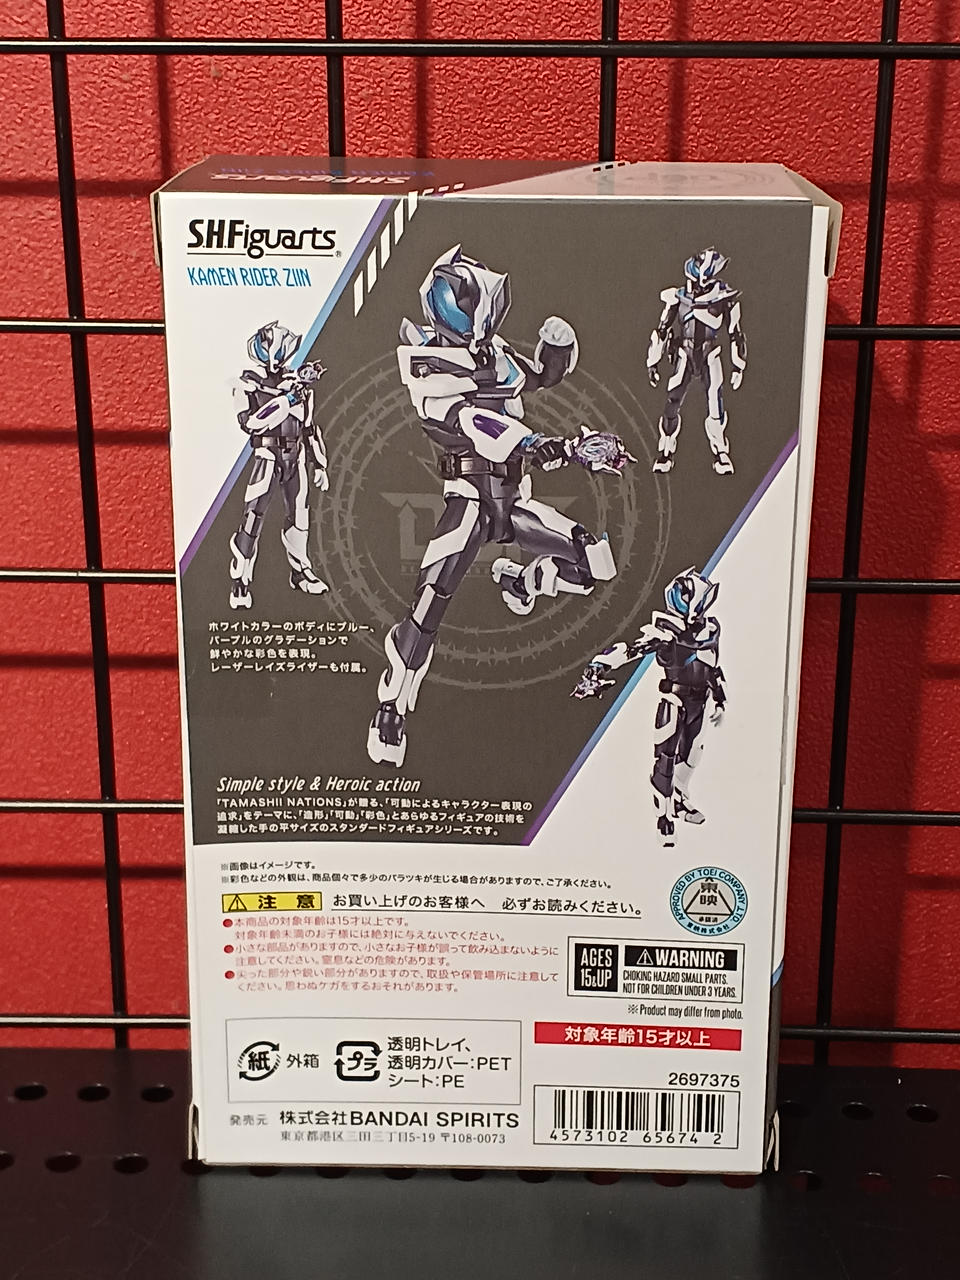 S.H.Figuarts
KAMEN RIDER ZIIN
S.H.Figuarts®
KAMEN RIDER ZIIN
ホワイトカラーのボディにブルー、
パープルのグラデーションで
鮮やかな彩色を表現。
レーザーレイズライザーも付属。
Simple style & Heroic action
「TAMASHII NATIONS」が贈る、「可動によるキャラクター表現の
追求」をテーマに、「造形」「可動」「彩色」とあらゆるフィギュアの技術を
凝縮した手の平サイズのスタンダードフィギュアシリーズです。
※画像はイメージです。
※彩色などの外観は、商品個々で多少のバラツキが生じる場合がありますので、ご了承ください。
注意 お買い上げのお客様へ 必ずお読みください。
●本商品の対象年齢は15才以上です。
対象年齢未満のお子様には絶対に与えないでください。
●小さな部品がありますので、小さなお子様が誤って飲み込まないように
注意してください。窒息などの危険があります。
●尖った部分や鋭い部分がありますので、取扱や保管場所に注意して
ください。思わぬケガをするおそれがあります。
APPROVED BY TOEI COMPANY, LTD.
東映
承認済
東映株式会社
AGES
15&UP
WARNING
CHOKING HAZARD SMALL PARTS.
NOT FOR CHILDREN UNDER 3 YEARS.
※Product may differ from photo.
対象年齢15才以上
紙 外箱
プラ
透明トレイ、
透明カバー:PET
シート:PE
2697375
発売元 株式会社BANDAI SPIRITS
東京都港区三田三丁目5-19 〒108-0073
4573102 65674 2